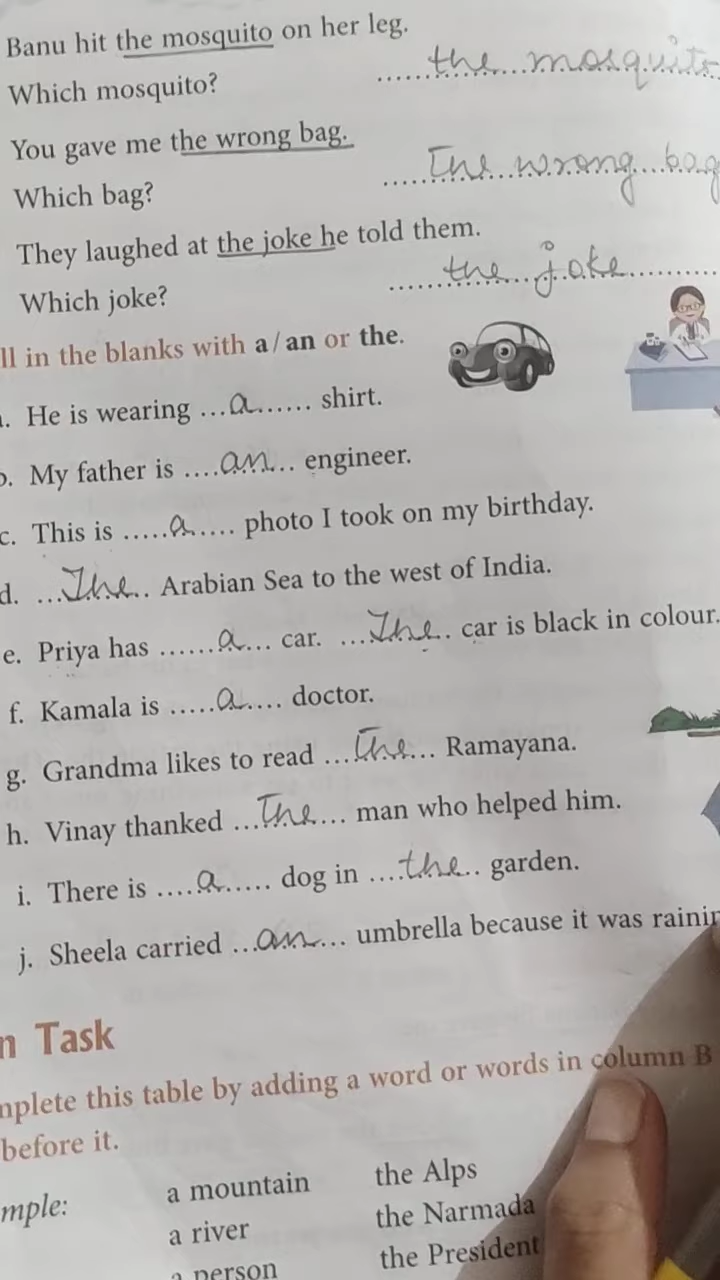 Banu hit the mosquito on her leg.
Which mosquito? ........the mosquito
You gave me the wrong bag.
Which bag? ........The wrong bag
They laughed at the joke he told them.
Which joke? ........the joke........
ll in the blanks with a/an or the.
He is wearing ...a...... shirt.
My father is ....an... engineer.
c. This is .....a.... photo I took on my birthday.
d. ...The.. Arabian Sea to the west of India.
e. Priya has ......a... car. ...The.. car is black in colour.
f. Kamala is .....a.... doctor.
g. Grandma likes to read ...The... Ramayana.
h. Vinay thanked ...The... man who helped him.
i. There is ....a..... dog in ....the.. garden.
j. Sheela carried ...an... umbrella because it was rainin
n Task
mplete this table by adding a word or words in column B
before it.
mple: a mountain the Alps
a river the Narmada
a person the President